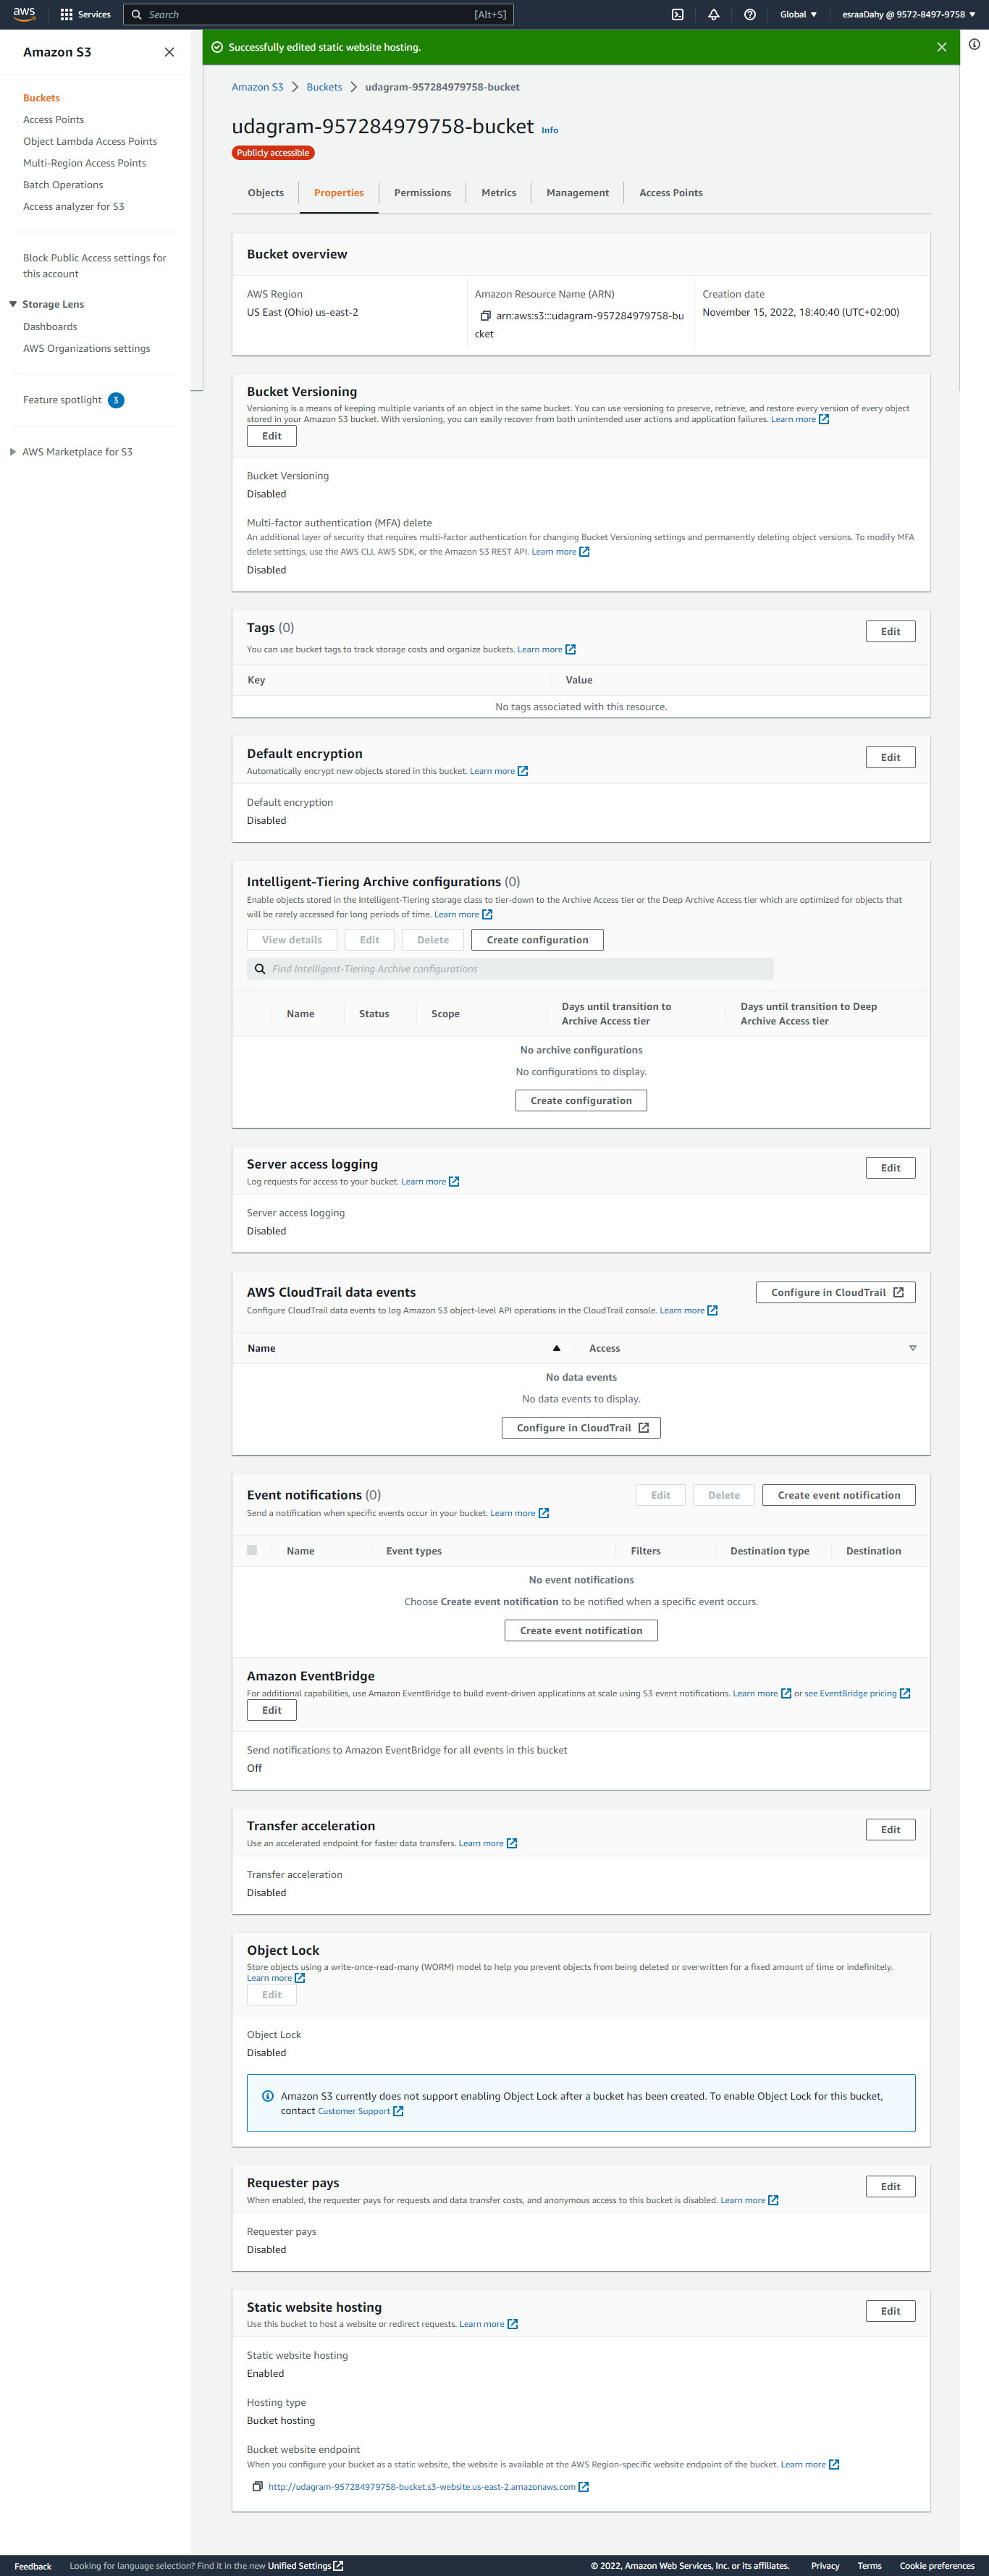 aws
Services
Search
[Alt+S]
Global
esraaDahy @ 9572-8497-9758
Amazon S3
Buckets
Access Points
Object Lambda Access Points
Multi-Region Access Points
Batch Operations
Access analyzer for S3
Block Public Access settings for
this account
Storage Lens
Dashboards
AWS Organizations settings
Feature spotlight 3
AWS Marketplace for S3
Successfully edited static website hosting.
Amazon S3 > Buckets > udagram-957284979758-bucket
udagram-957284979758-bucket Info
Publicly accessible
Objects
Properties
Permissions
Metrics
Management
Access Points
Bucket overview
AWS Region
US East (Ohio) us-east-2
Amazon Resource Name (ARN)
arn:aws:s3:::udagram-957284979758-bu
cket
Creation date
November 15, 2022, 18:40:40 (UTC+02:00)
Bucket Versioning
Versioning is a means of keeping multiple variants of an object in the same bucket. You can use versioning to preserve, retrieve, and restore every version of every object
stored in your Amazon S3 bucket. With versioning, you can easily recover from both unintended user actions and application failures. Learn more
Edit
Bucket Versioning
Disabled
Multi-factor authentication (MFA) delete
An additional layer of security that requires multi-factor authentication for changing Bucket Versioning settings and permanently deleting object versions. To modify MFA
delete settings, use the AWS CLI, AWS SDK, or the Amazon S3 REST API. Learn more
Disabled
Tags (0)
Edit
You can use bucket tags to track storage costs and organize buckets. Learn more
Key
Value
No tags associated with this resource.
Default encryption
Edit
Automatically encrypt new objects stored in this bucket. Learn more
Default encryption
Disabled
Intelligent-Tiering Archive configurations (0)
Enable objects stored in the Intelligent-Tiering storage class to tier-down to the Archive Access tier or the Deep Archive Access tier which are optimized for objects that
will be rarely accessed for long periods of time. Learn more
View details
Edit
Delete
Create configuration
Find Intelligent-Tiering Archive configurations
Name
Status
Scope
Days until transition to
Archive Access tier
Days until transition to Deep
Archive Access tier
No archive configurations
No configurations to display.
Create configuration
Server access logging
Edit
Log requests for access to your bucket. Learn more
Server access logging
Disabled
AWS CloudTrail data events
Configure in CloudTrail
Configure CloudTrail data events to log Amazon S3 object-level API operations in the CloudTrail console. Learn more
Name
Access
No data events
No data events to display.
Configure in CloudTrail
Event notifications (0)
Edit
Delete
Create event notification
Send a notification when specific events occur in your bucket. Learn more
Name
Event types
Filters
Destination type
Destination
No event notifications
Choose Create event notification to be notified when a specific event occurs.
Create event notification
Amazon EventBridge
For additional capabilities, use Amazon EventBridge to build event-driven applications at scale using S3 event notifications. Learn more or see EventBridge pricing
Edit
Send notifications to Amazon EventBridge for all events in this bucket
Off
Transfer acceleration
Edit
Use an accelerated endpoint for faster data transfers. Learn more
Transfer acceleration
Disabled
Object Lock
Store objects using a write-once-read-many (WORM) model to help you prevent objects from being deleted or overwritten for a fixed amount of time or indefinitely.
Learn more
Edit
Object Lock
Disabled
Amazon S3 currently does not support enabling Object Lock after a bucket has been created. To enable Object Lock for this bucket,
contact Customer Support
Requester pays
Edit
When enabled, the requester pays for requests and data transfer costs, and anonymous access to this bucket is disabled. Learn more
Requester pays
Disabled
Static website hosting
Edit
Use this bucket to host a website or redirect requests. Learn more
Static website hosting
Enabled
Hosting type
Bucket hosting
Bucket website endpoint
When you configure your bucket as a static website, the website is available at the AWS Region-specific website endpoint of the bucket. Learn more
http://udagram-957284979758-bucket.s3-website.us-east-2.amazonaws.com
Feedback
Looking for language selection? Find it in the new Unified Settings
© 2022, Amazon Web Services, Inc. or its affiliates.
Privacy
Terms
Cookie preferences